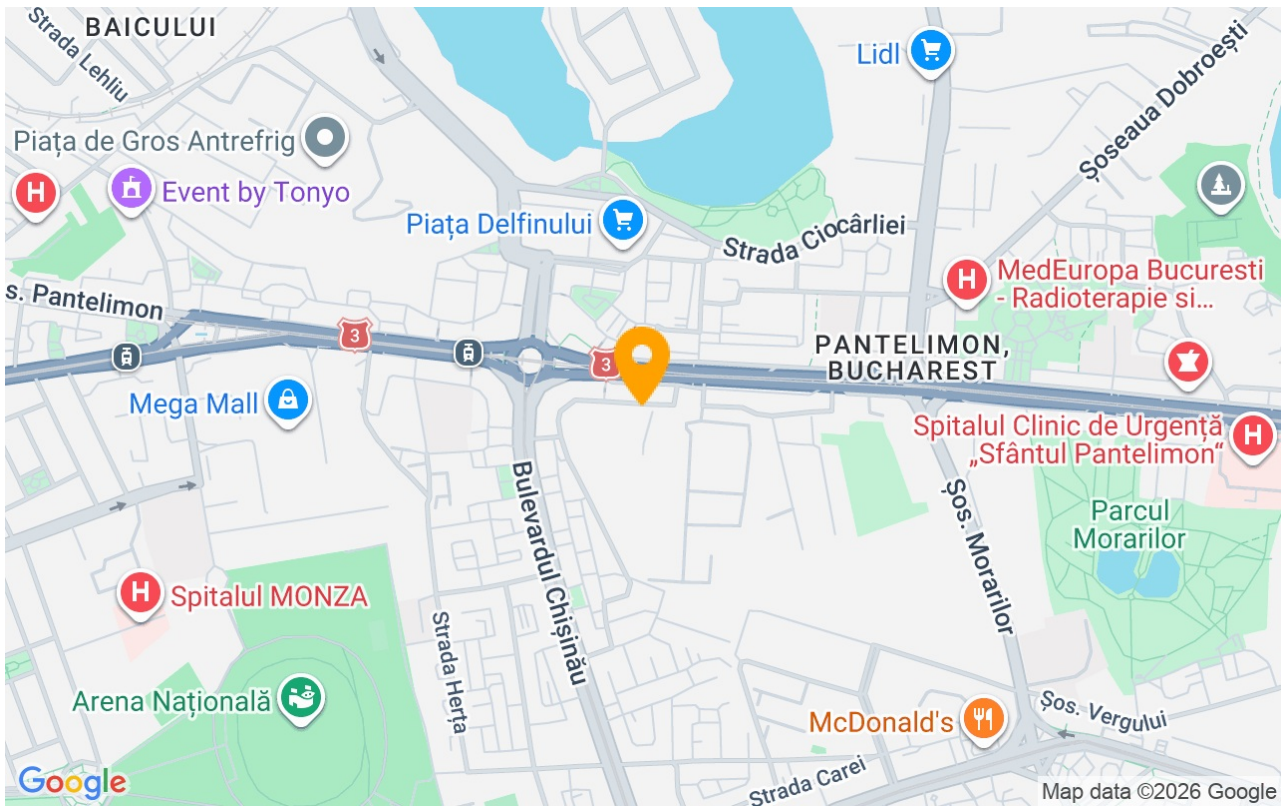 BAICULUI
Strada Lehliu
Lidl
Șoseaua Dobroești
Piața de Gros Antrefrig
H
Event by Tonyo
Piața Delfinului
Strada Ciocârliei
H
MedEuropa Bucuresti
- Radioterapie si...
s. Pantelimon
3
3
PANTELIMON,
BUCHAREST
Mega Mall
Spitalul Clinic de Urgență
„Sfântul Pantelimon“
H
Bulevardul Chișinău
Șos. Morarilor
Parcul
Morarilor
H
Spitalul MONZA
Strada Herța
Arena Națională
McDonald's
Șos. Vergului
Strada Carei
Google
Map data ©2026 Google